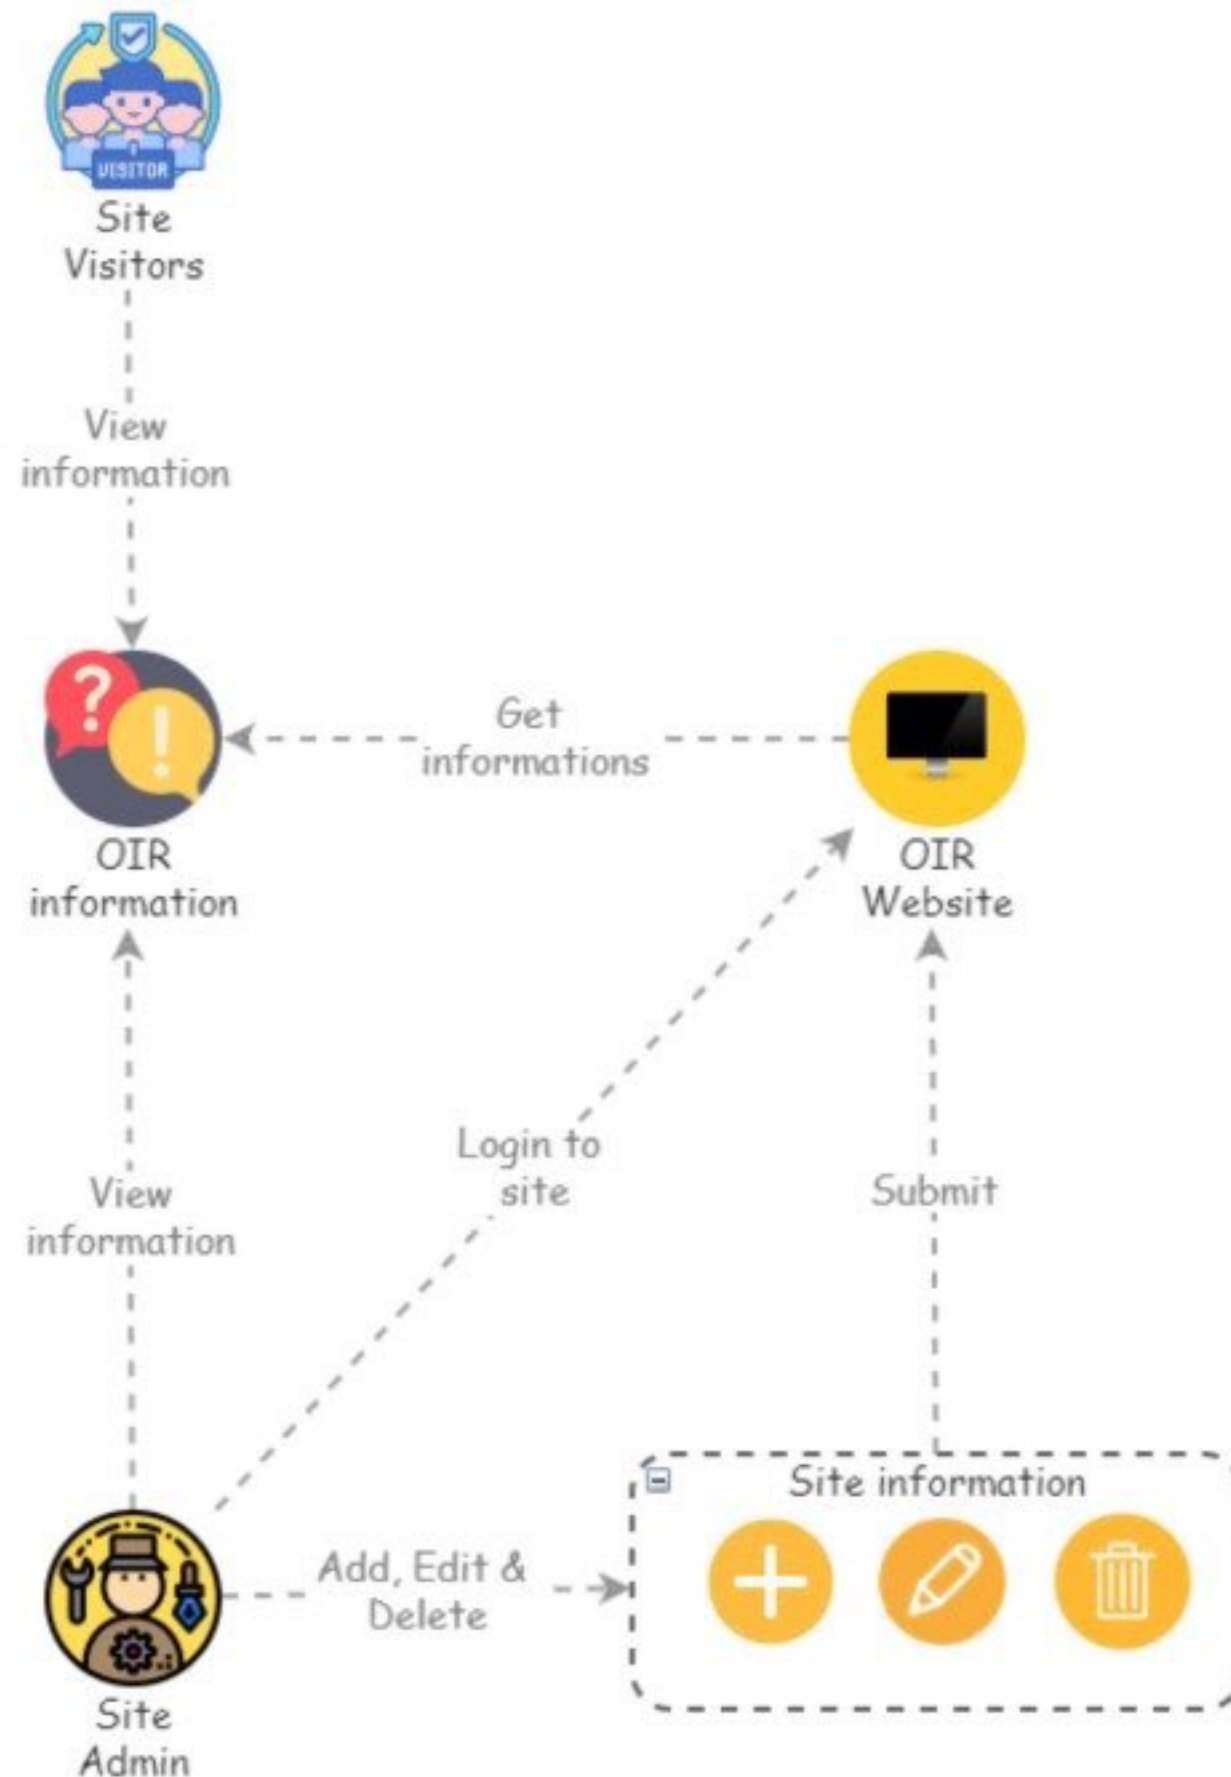 VISITOR
Site
Visitors
View
information
?
!
Get
informations
OIR
information
OIR
Website
Login to
site
View
information
Submit
Site information
Add, Edit &
Delete
Site
Admin